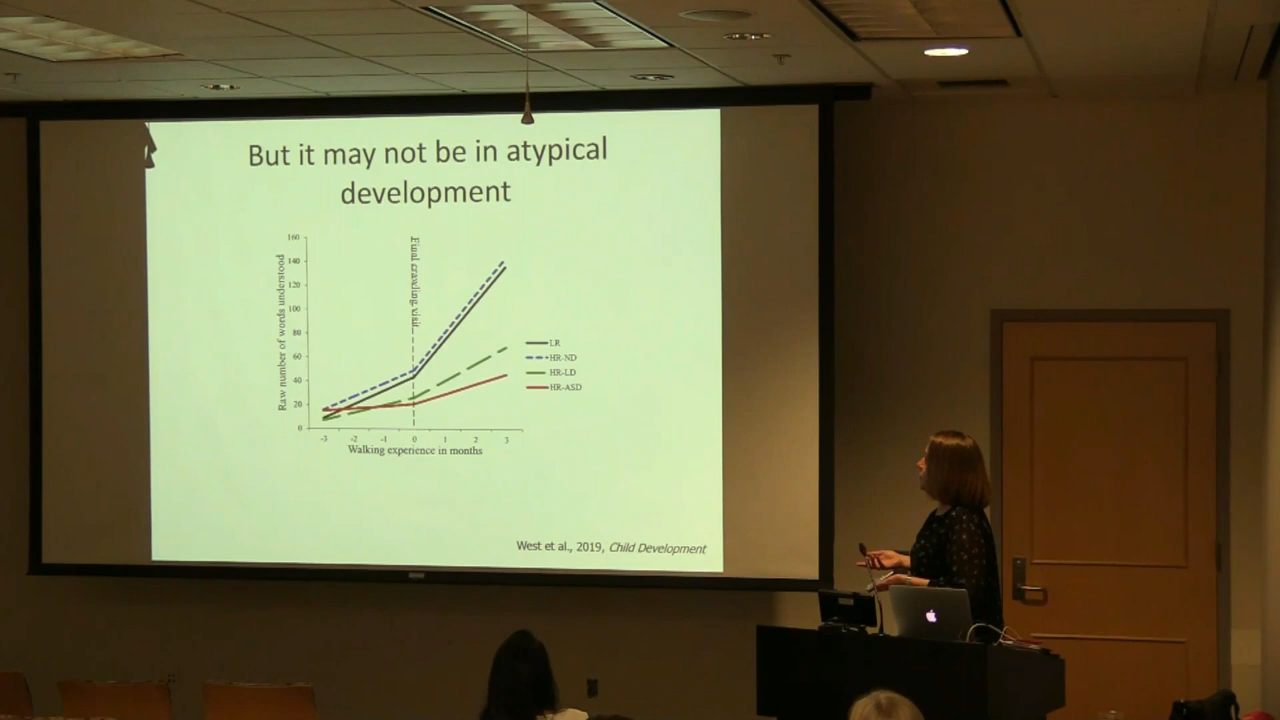 But it may not be in atypical
development
Raw number of words understood
160
140
120
100
80
60
40
20
0
Final crawling visit
-3
-2
-1
0
1
2
3
Walking experience in months
LR
HR-ND
HR-LD
HR-ASD
West et al., 2019, Child Development